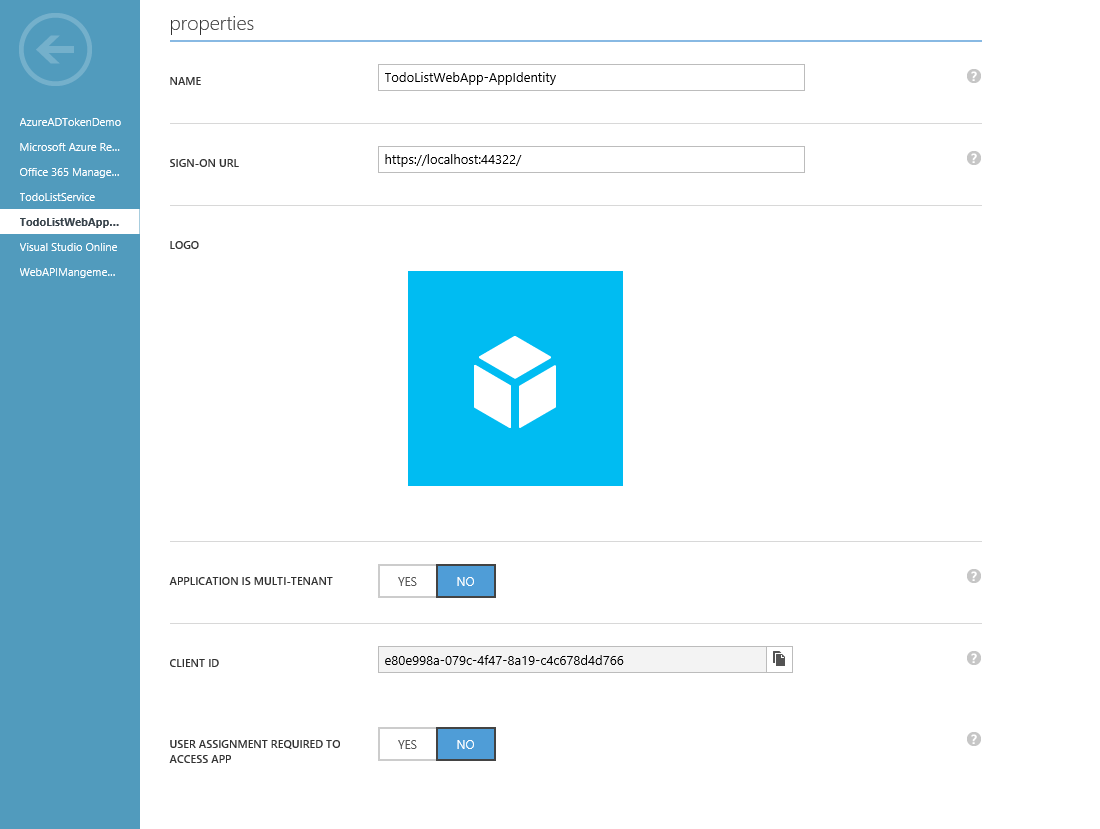 AzureADTokenDemo
Microsoft Azure Re...
Office 365 Manage...
TodoListService
TodoListWebApp...
Visual Studio Online
WebAPIMangeme...
properties
NAME
TodoListWebApp-AppIdentity
?
SIGN-ON URL
https://localhost:44322/
?
LOGO
APPLICATION IS MULTI-TENANT
YES NO
?
CLIENT ID
e80e998a-079c-4f47-8a19-c4c678d4d766
?
USER ASSIGNMENT REQUIRED TO
ACCESS APP
YES NO
?